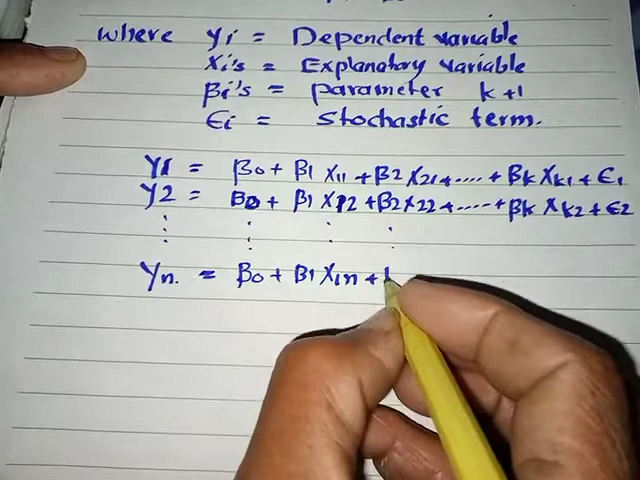 where yi = Dependent variable
xi's = Explanatory variable
βi's = parameter k+1
ϵi = stochastic term.
Y1 = β0 + β1 X11 + β2 X21 + .... + βk Xk1 + ϵ1
Y2 = β0 + β1 X12 + β2 X22 + .... + βk Xk2 + ϵ2
⋮ ⋮ ⋮ ⋮
Yn. = β0 + β1 X1n +